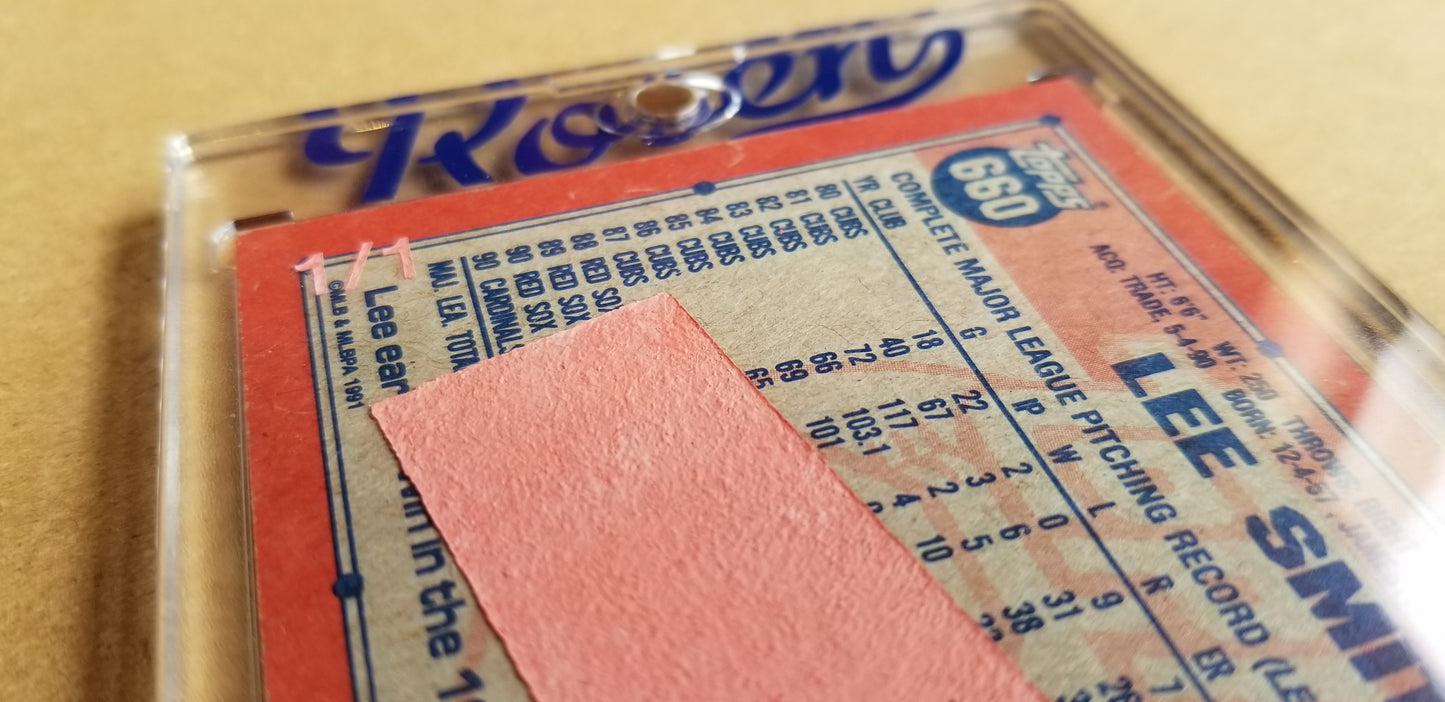 Rosen
1/1
Topps
660
HT: 6'6" WT: 250 THROWS:
ACQ: TRADE, 5-4-90 BORN: 12-4-57,
LEE SMIT
COMPLETE MAJOR LEAGUE PITCHING RECORD
YR CLUB G IP W L R ER
80 CUBS 18 22 2 0 9 7
81 CUBS 40 67 3 6 31
82 CUBS 72 117 2 5 38
83 CUBS 66 103.1 4 10
84 CUBS 69 101
85 CUBS 65
86 CUBS
87 CUBS
88 RED SOX
89 RED SOX
90 RED SOX
90 CARDINALS
MAJ. LEA. TOTA
Lee ear
in the
©MLB & MLBPA 1991